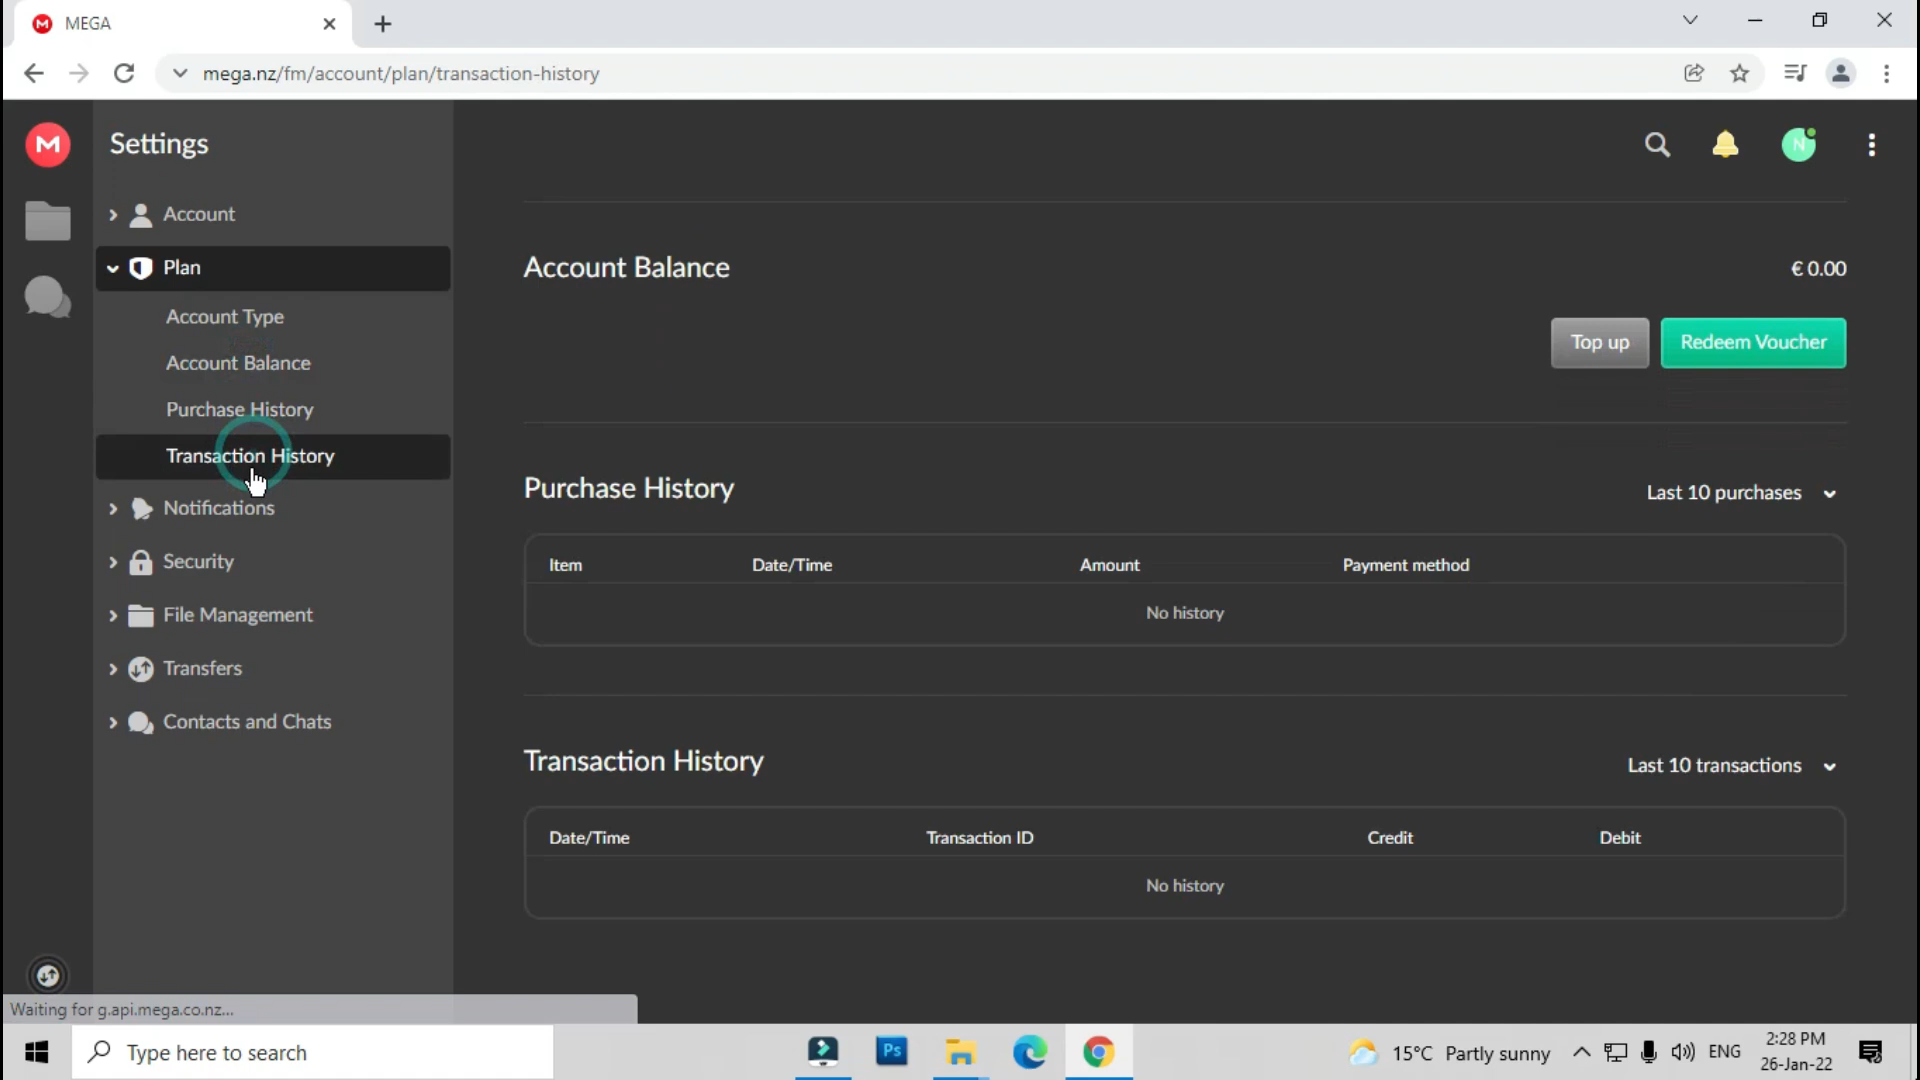 MEGA
mega.nz/fm/account/plan/transaction-history
M
Settings
N
Account
Plan
Account Type
Account Balance
Purchase History
Transaction History
Notifications
Security
File Management
Transfers
Contacts and Chats
Account Balance
€ 0.00
Top up
Redeem Voucher
Purchase History
Last 10 purchases
Item Date/Time Amount Payment method
No history
Transaction History
Last 10 transactions
Date/Time Transaction ID Credit Debit
No history
Waiting for g.api.mega.co.nz...
Type here to search
Ps
15°C Partly sunny
ENG
2:28 PM
26-Jan-22